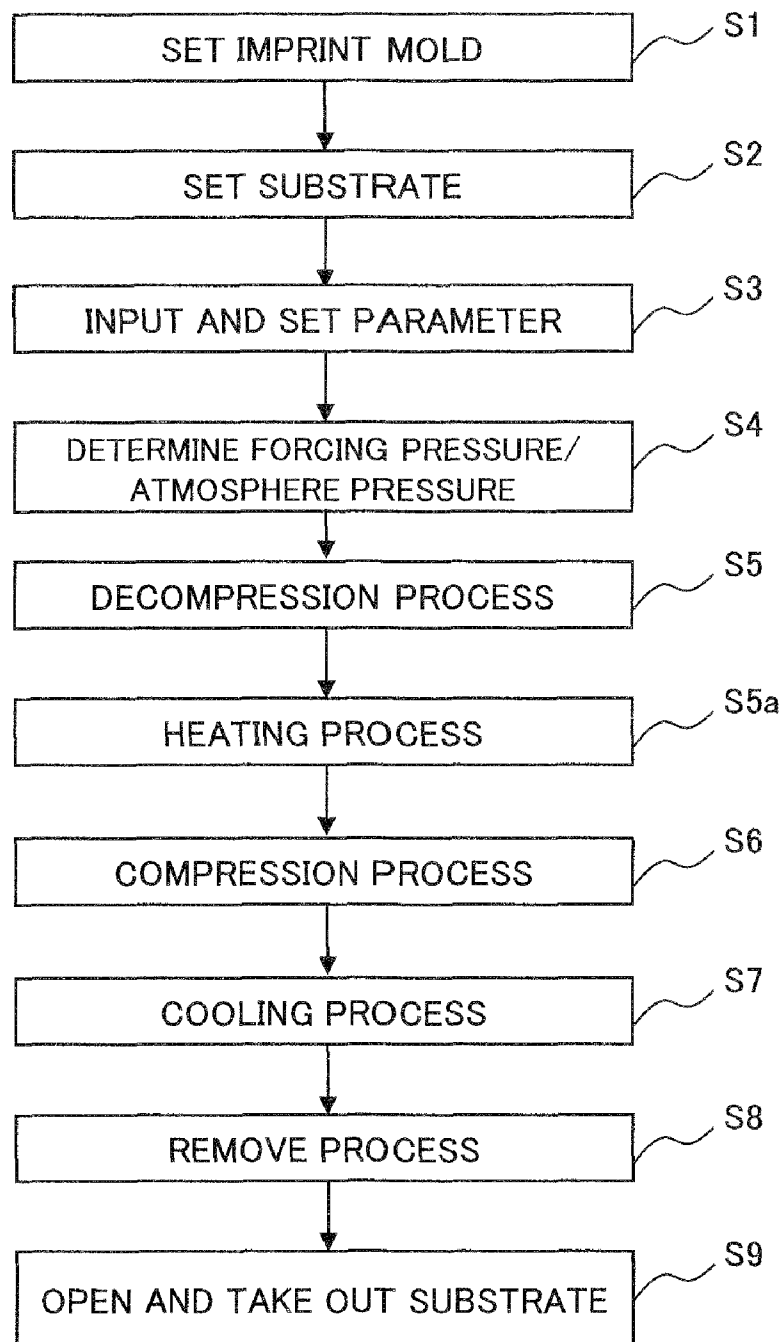 S1
SET IMPRINT MOLD
S2
SET SUBSTRATE
S3
INPUT AND SET PARAMETER
S4
DETERMINE FORCING PRESSURE/
ATMOSPHERE PRESSURE
S5
DECOMPRESSION PROCESS
S5a
HEATING PROCESS
S6
COMPRESSION PROCESS
S7
COOLING PROCESS
S8
REMOVE PROCESS
S9
OPEN AND TAKE OUT SUBSTRATE